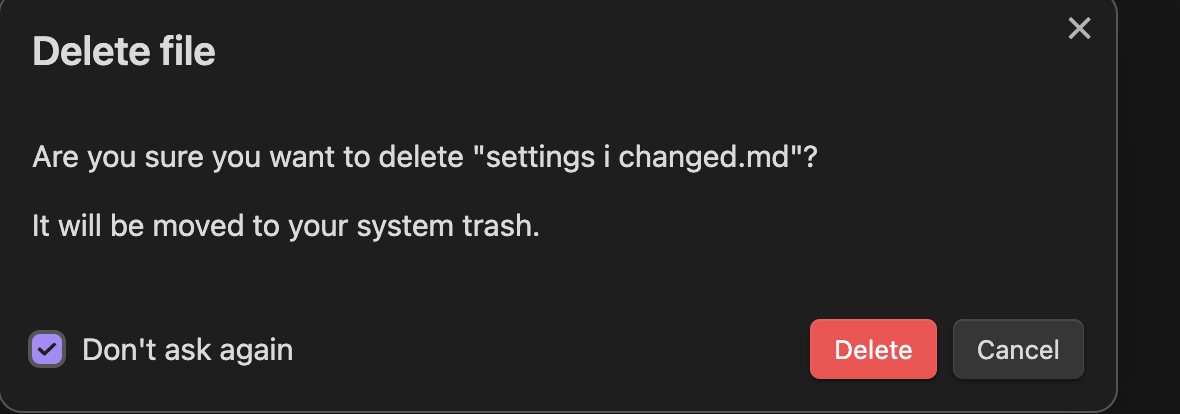 Delete file
Are you sure you want to delete "settings i changed.md"?
It will be moved to your system trash.
Don't ask again
Delete
Cancel